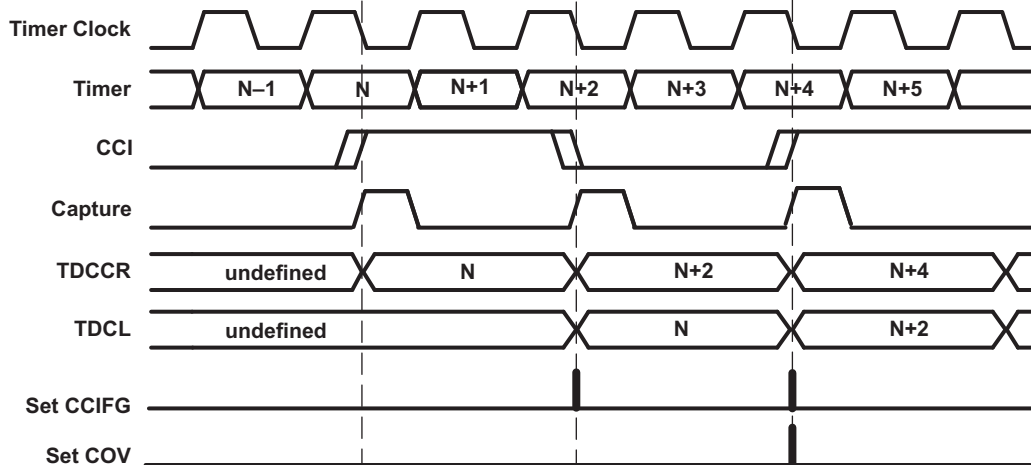 Timer Clock
Timer N–1 N N+1 N+2 N+3 N+4 N+5
CCI
Capture
TDCCR undefined N N+2 N+4
TDCL undefined N N+2
Set CCIFG
Set COV